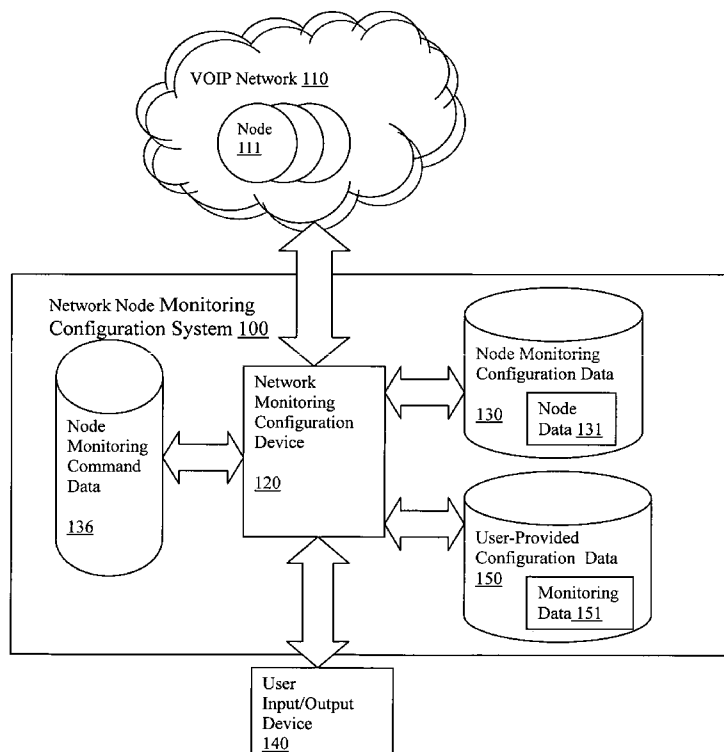 VOIP Network 110
Node
111
Network Node Monitoring
Configuration System 100
Node
Monitoring
Command
Data
136
Network
Monitoring
Configuration
Device
120
Node Monitoring
Configuration Data
130
Node
Data 131
User-Provided
Configuration Data
150
Monitoring
Data 151
User
Input/Output
Device
140